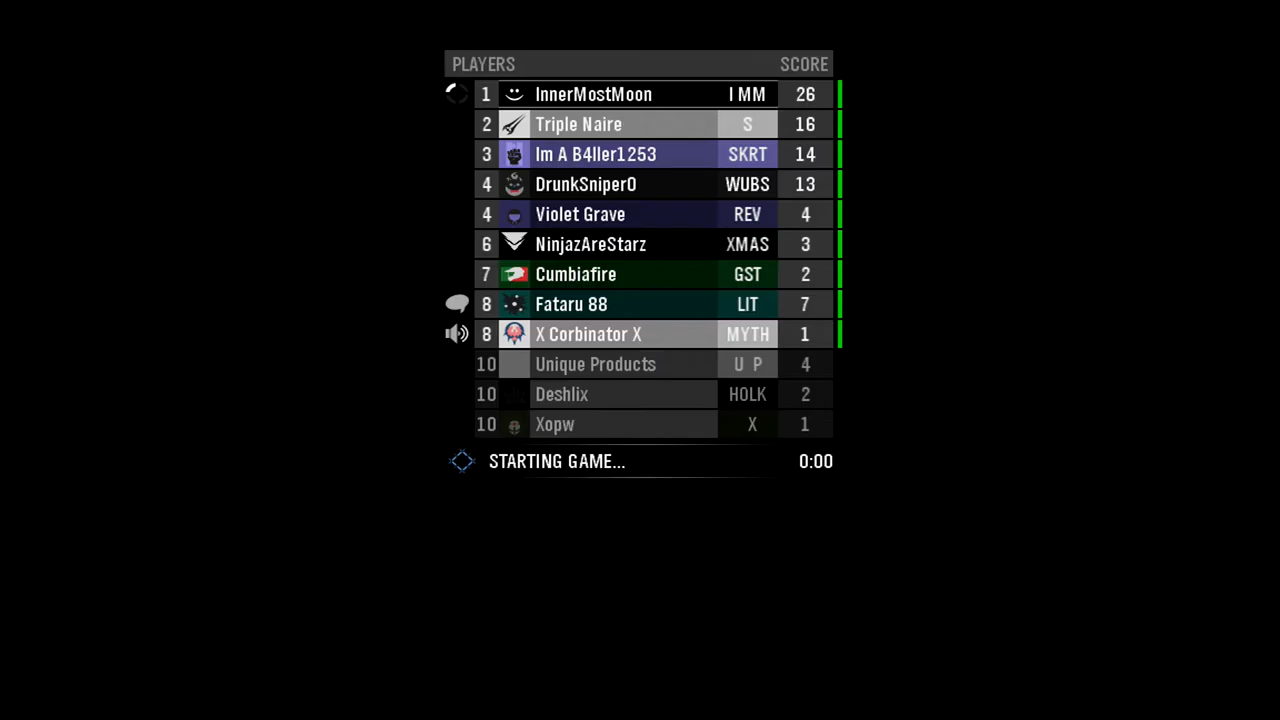 PLAYERS SCORE
1 InnerMostMoon I MM 26
2 Triple Naire S 16
3 Im A B4ller1253 SKRT 14
4 DrunkSniper0 WUBS 13
4 Violet Grave REV 4
6 NinjazAreStarz XMAS 3
7 Cumbiafire GST 2
8 Fataru 88 LIT 7
8 X Corbinator X MYTH 1
10 Unique Products U P 4
10 Deshlix HOLK 2
10 Xopw X 1
STARTING GAME... 0:00